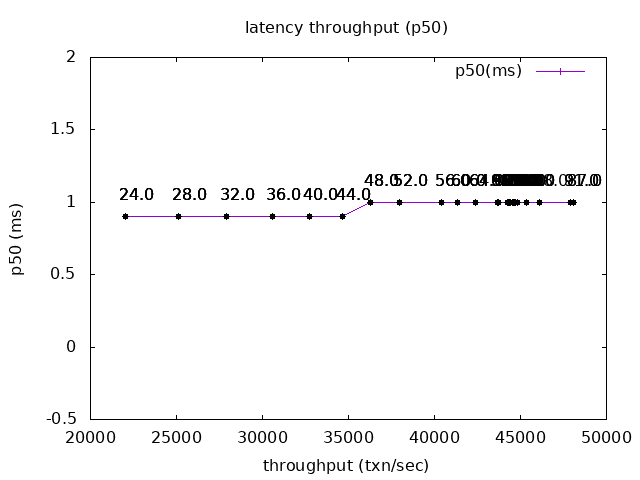 latency throughput (p50)
p50(ms)
2
1.5
1
0.5
0
-0.5
p50 (ms)
24.0 28.0 32.0 36.0 40.0 44.0 48.0 52.0 56.0 60.0
20000 25000 30000 35000 40000 45000 50000
throughput (txn/sec)